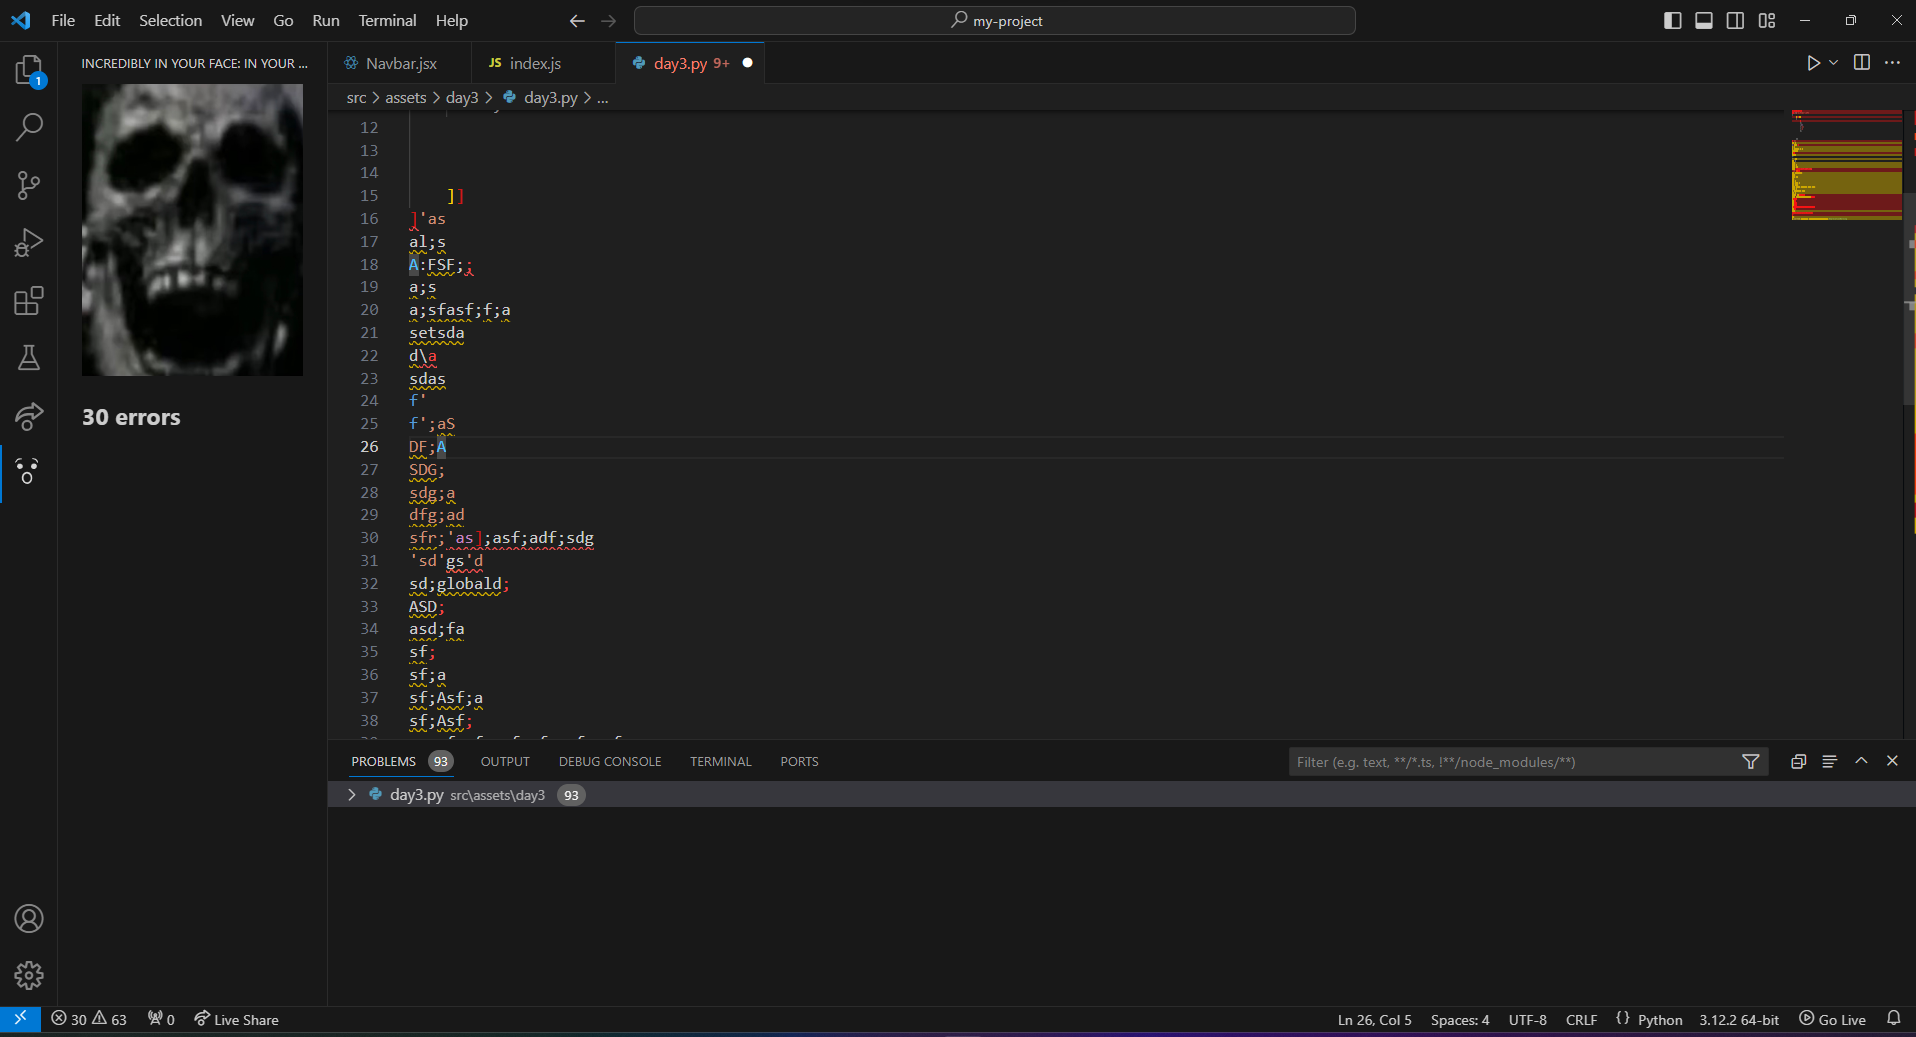 File Edit Selection View Go Run Terminal Help
my-project
1
INCREDIBLY IN YOUR FACE: IN YOUR ...
30 errors
Navbar.jsx
JS index.js
day3.py 9+
src > assets > day3 > day3.py > ...
12
13
14
15 ]]
16 ]'as
17 al;s
18 A:FSF;;
19 a;s
20 a;sfasf;f;a
21 setsda
22 d\a
23 sdas
24 f'
25 f';aS
26 DF;A
27 SDG;
28 sdg;a
29 dfg;ad
30 sfr;'as];asf;adf;sdg
31 'sd'gs'd
32 sd;globald;
33 ASD;
34 asd;fa
35 sf;
36 sf;a
37 sf;Asf;a
38 sf;Asf;
PROBLEMS 93 OUTPUT DEBUG CONSOLE TERMINAL PORTS
Filter (e.g. text, **/*.ts, !**/node_modules/**)
day3.py src\assets\day3 93
30 63 0 Live Share
Ln 26, Col 5 Spaces: 4 UTF-8 CRLF {} Python 3.12.2 64-bit Go Live